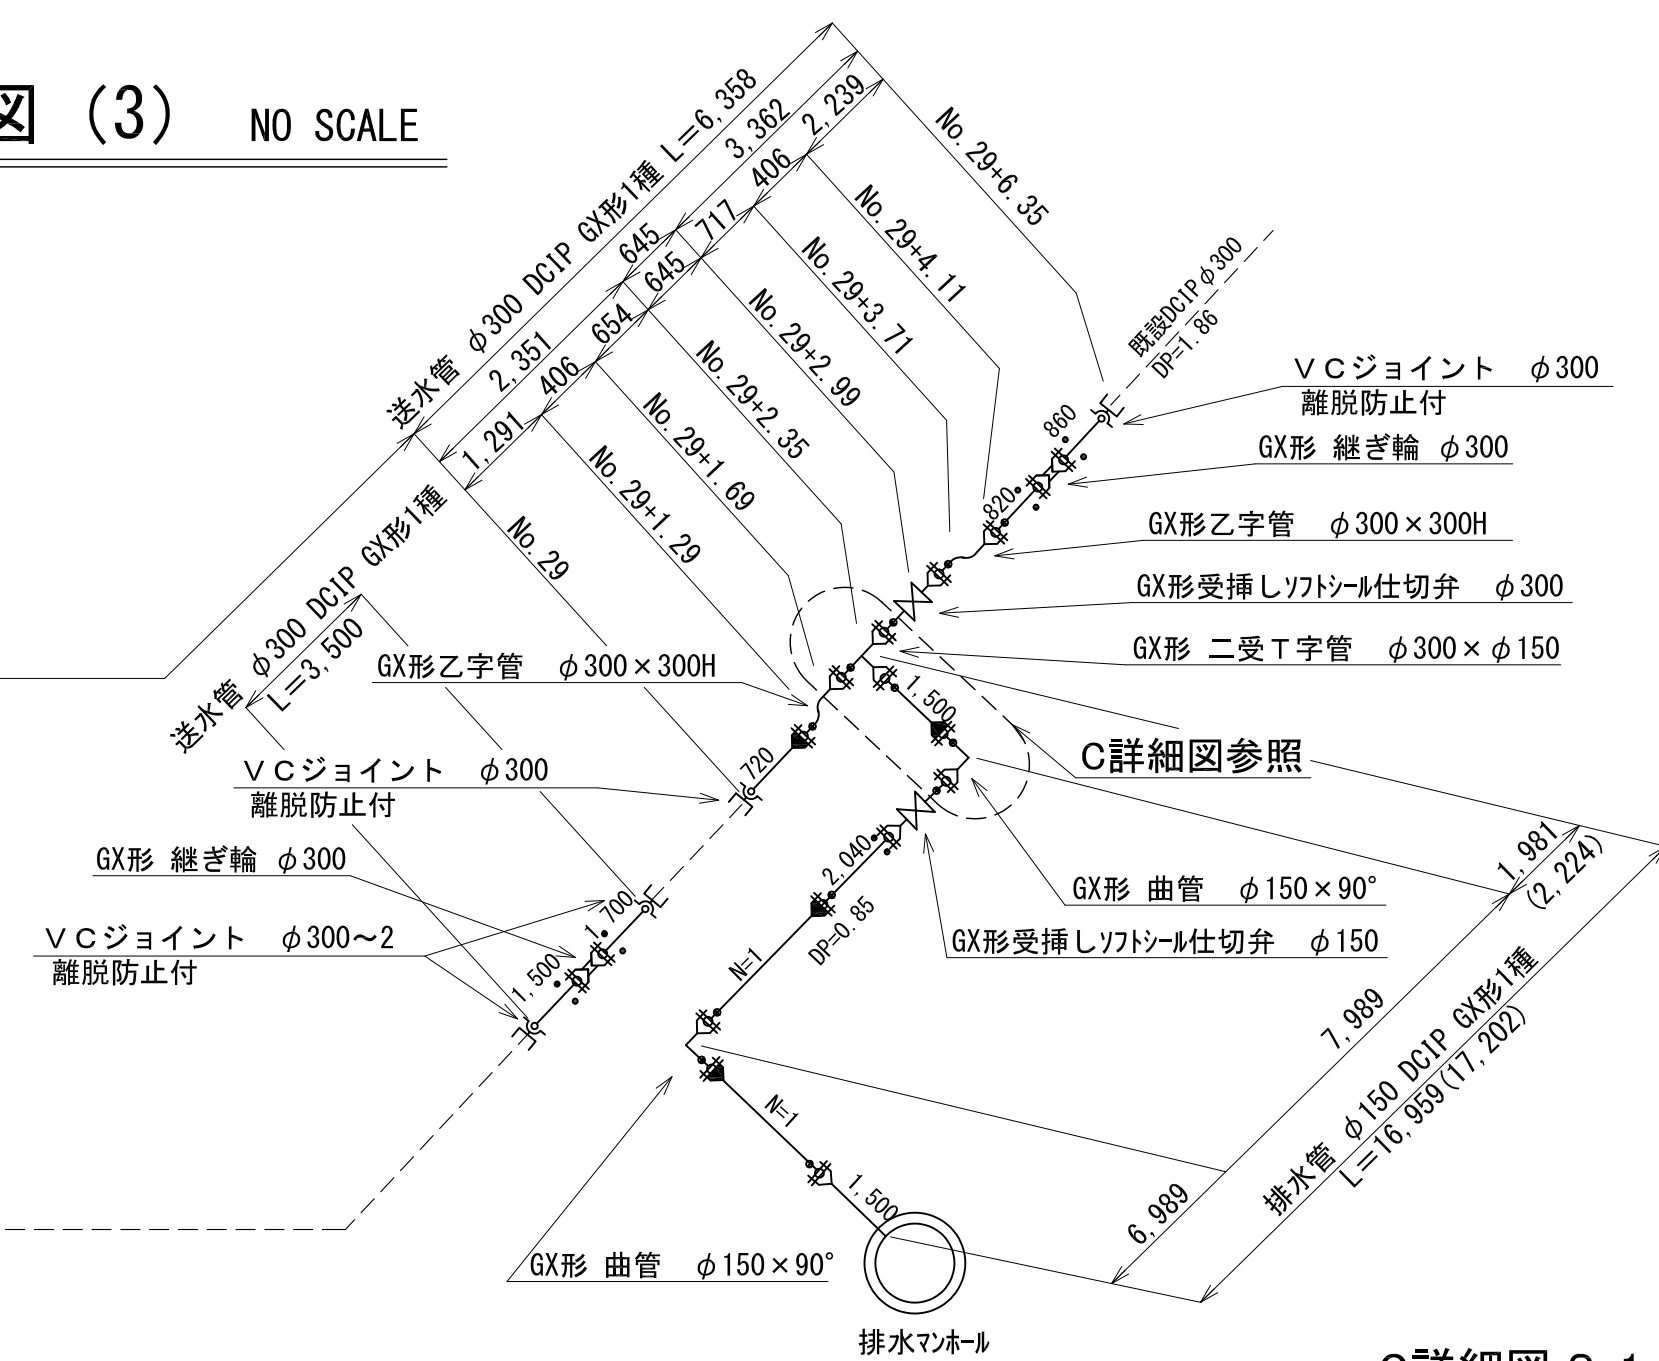 図 （3） NO SCALE
送水管 φ300 DCIP GX形1種 L=6,358
3,362
2,239
645
717
406
2,351
645
654
406
1,291
No.29+6.35
No.29+4.11
No.29+3.71
No.29+2.99
No.29+2.35
No.29+1.69
No.29+1.29
No.29
既設DCIPφ300
DP=1.86
VCジョイント φ300
離脱防止付
860
GX形 継ぎ輪 φ300
820
GX形乙字管 φ300×300H
GX形受挿しソフトシール仕切弁 φ300
GX形 二受T字管 φ300×φ150
送水管 φ300 DCIP GX形1種
L=3,500
GX形乙字管 φ300×300H
1,500
C詳細図参照
720
VCジョイント φ300
離脱防止付
GX形 継ぎ輪 φ300
1,700
VCジョイント φ300～2
離脱防止付
1,500
2,040
DP=0.85
N=1
GX形 曲管 φ150×90°
GX形受挿しソフトシール仕切弁 φ150
1,981
(2,224)
7,989
排水管 φ150 DCIP GX形1種
L=16,959(17,202)
6,989
N=1
1,500
GX形 曲管 φ150×90°
排水マンホール